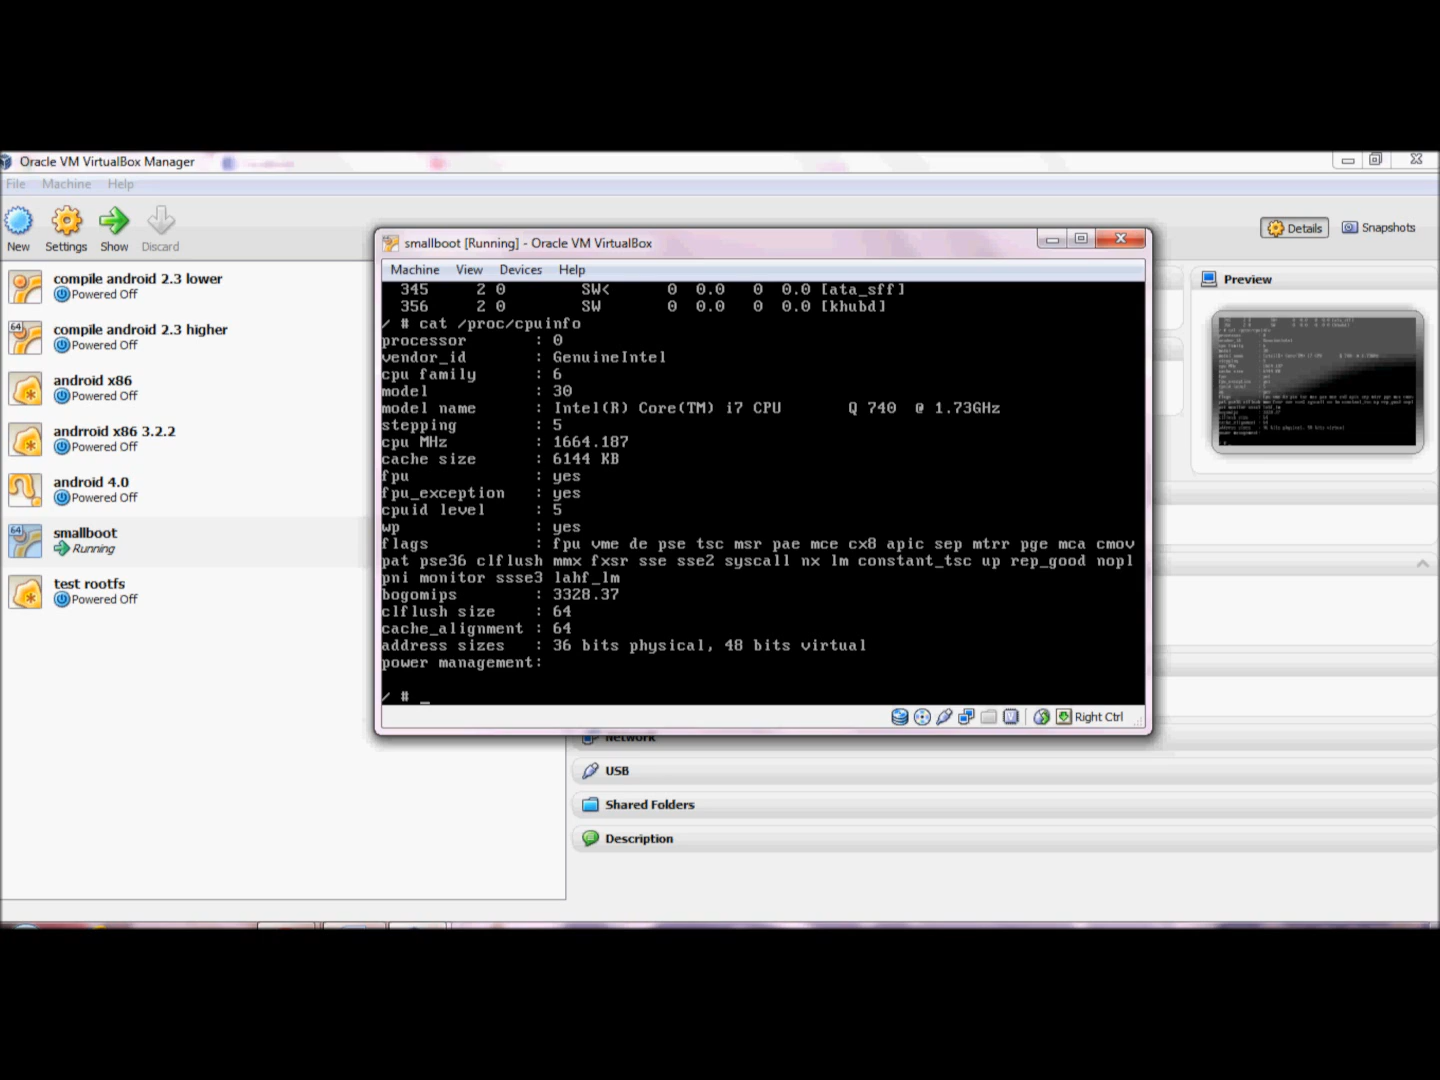 Oracle VM VirtualBox Manager
File Machine Help
New Settings Show Discard
Details Snapshots
compile android 2.3 lower
Powered Off
64 compile android 2.3 higher
Powered Off
android x86
Powered Off
andrroid x86 3.2.2
Powered Off
android 4.0
Powered Off
64 smallboot
Running
test rootfs
Powered Off
smallboot [Running] - Oracle VM VirtualBox
Machine View Devices Help
345 2 0 SW< 0 0.0 0 0.0 [ata_sff]
356 2 0 SW 0 0.0 0 0.0 [khubd]
/ # cat /proc/cpuinfo
processor : 0
vendor_id : GenuineIntel
cpu family : 6
model : 30
model name : Intel(R) Core(TM) i7 CPU Q 740 @ 1.73GHz
stepping : 5
cpu MHz : 1664.187
cache size : 6144 KB
fpu : yes
fpu_exception : yes
cpuid level : 5
wp : yes
flags : fpu vme de pse tsc msr pae mce cx8 apic sep mtrr pge mca cmov
pat pse36 clflush mmx fxsr sse sse2 syscall nx lm constant_tsc up rep_good nopl
pni monitor ssse3 lahf_lm
bogomips : 3328.37
clflush size : 64
cache_alignment : 64
address sizes : 36 bits physical, 48 bits virtual
power management:
/ # _
Right Ctrl
Preview
Network
USB
Shared Folders
Description